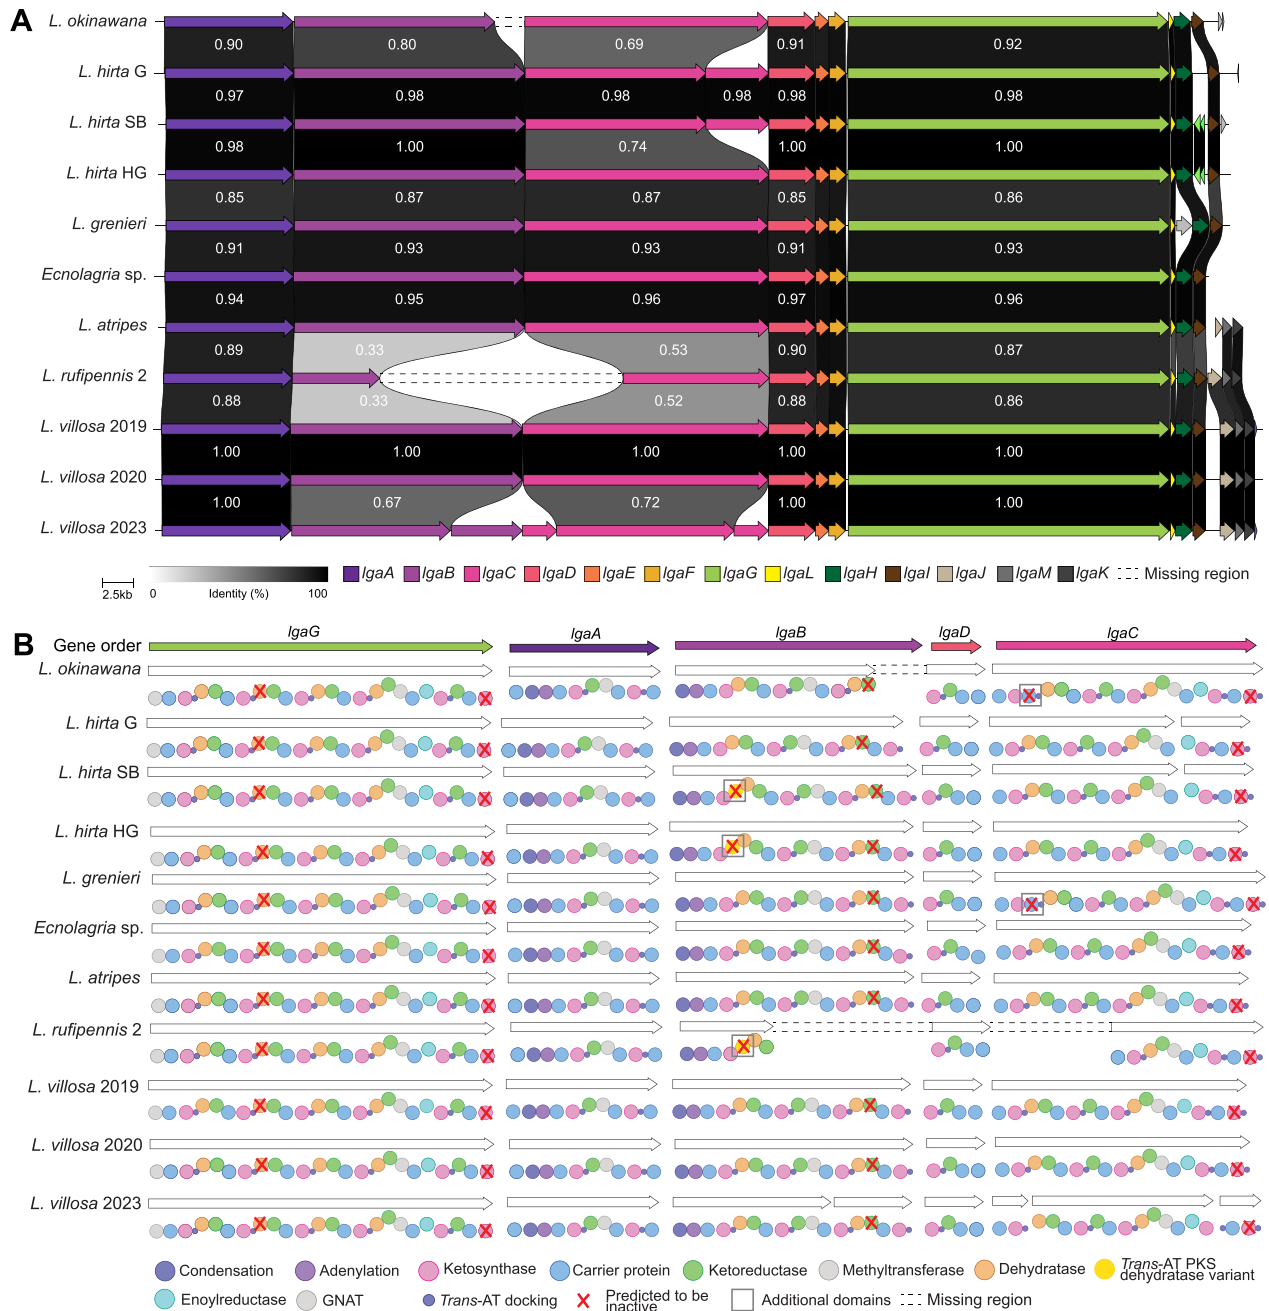 A
L. okinawana
0.90 0.80 0.69 0.91 0.92
L. hirta G
0.97 0.98 0.98 0.98 0.98 0.98
L. hirta SB
0.98 1.00 0.74 1.00 1.00
L. hirta HG
0.85 0.87 0.87 0.85 0.86
L. grenieri
0.91 0.93 0.93 0.91 0.93
Ecnolagria sp.
0.94 0.95 0.96 0.97 0.96
L. atripes
0.89 0.33 0.53 0.90 0.87
L. rufipennis 2
0.88 0.33 0.52 0.88 0.86
L. villosa 2019
1.00 1.00 1.00 1.00 1.00
L. villosa 2020
1.00 0.67 0.72 1.00 1.00
L. villosa 2023
2.5kb
0 Identity (%) 100
lgaA lgaB lgaC lgaD lgaE lgaF lgaG lgaL lgaH lgaI lgaJ lgaM lgaK Missing region
B
Gene order lgaG lgaA lgaB lgaD lgaC
L. okinawana
L. hirta G
L. hirta SB
L. hirta HG
L. grenieri
Ecnolagria sp.
L. atripes
L. rufipennis 2
L. villosa 2019
L. villosa 2020
L. villosa 2023
Condensation Adenylation Ketosynthase Carrier protein Ketoreductase Methyltransferase Dehydratase Trans-AT PKS
dehydratase variant
Enoylreductase GNAT Trans-AT docking Predicted to be
inactive Additional domains Missing region